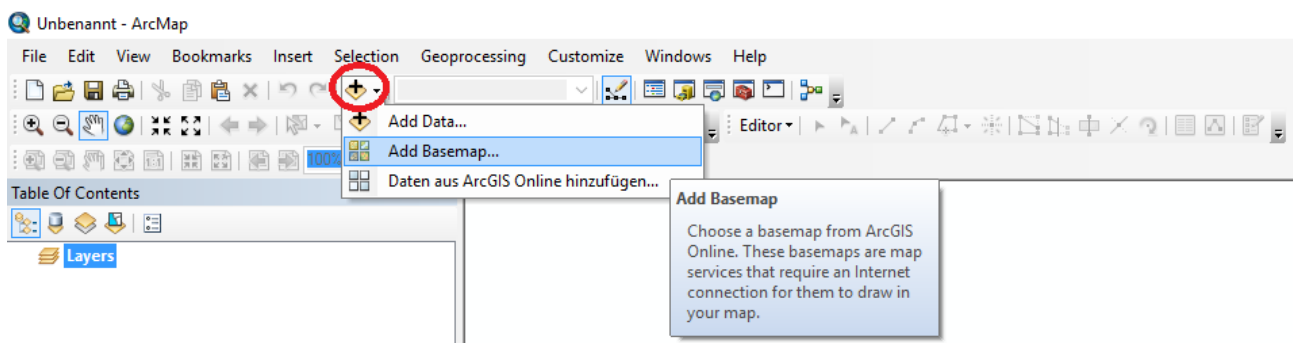 Unbenannt - ArcMap
File Edit View Bookmarks Insert Selection Geoprocessing Customize Windows Help
Add Data...
Editor
100%
Add Basemap...
Daten aus ArcGIS Online hinzufügen...
Table Of Contents
Layers
Add Basemap
Choose a basemap from ArcGIS
Online. These basemaps are map
services that require an Internet
connection for them to draw in
your map.